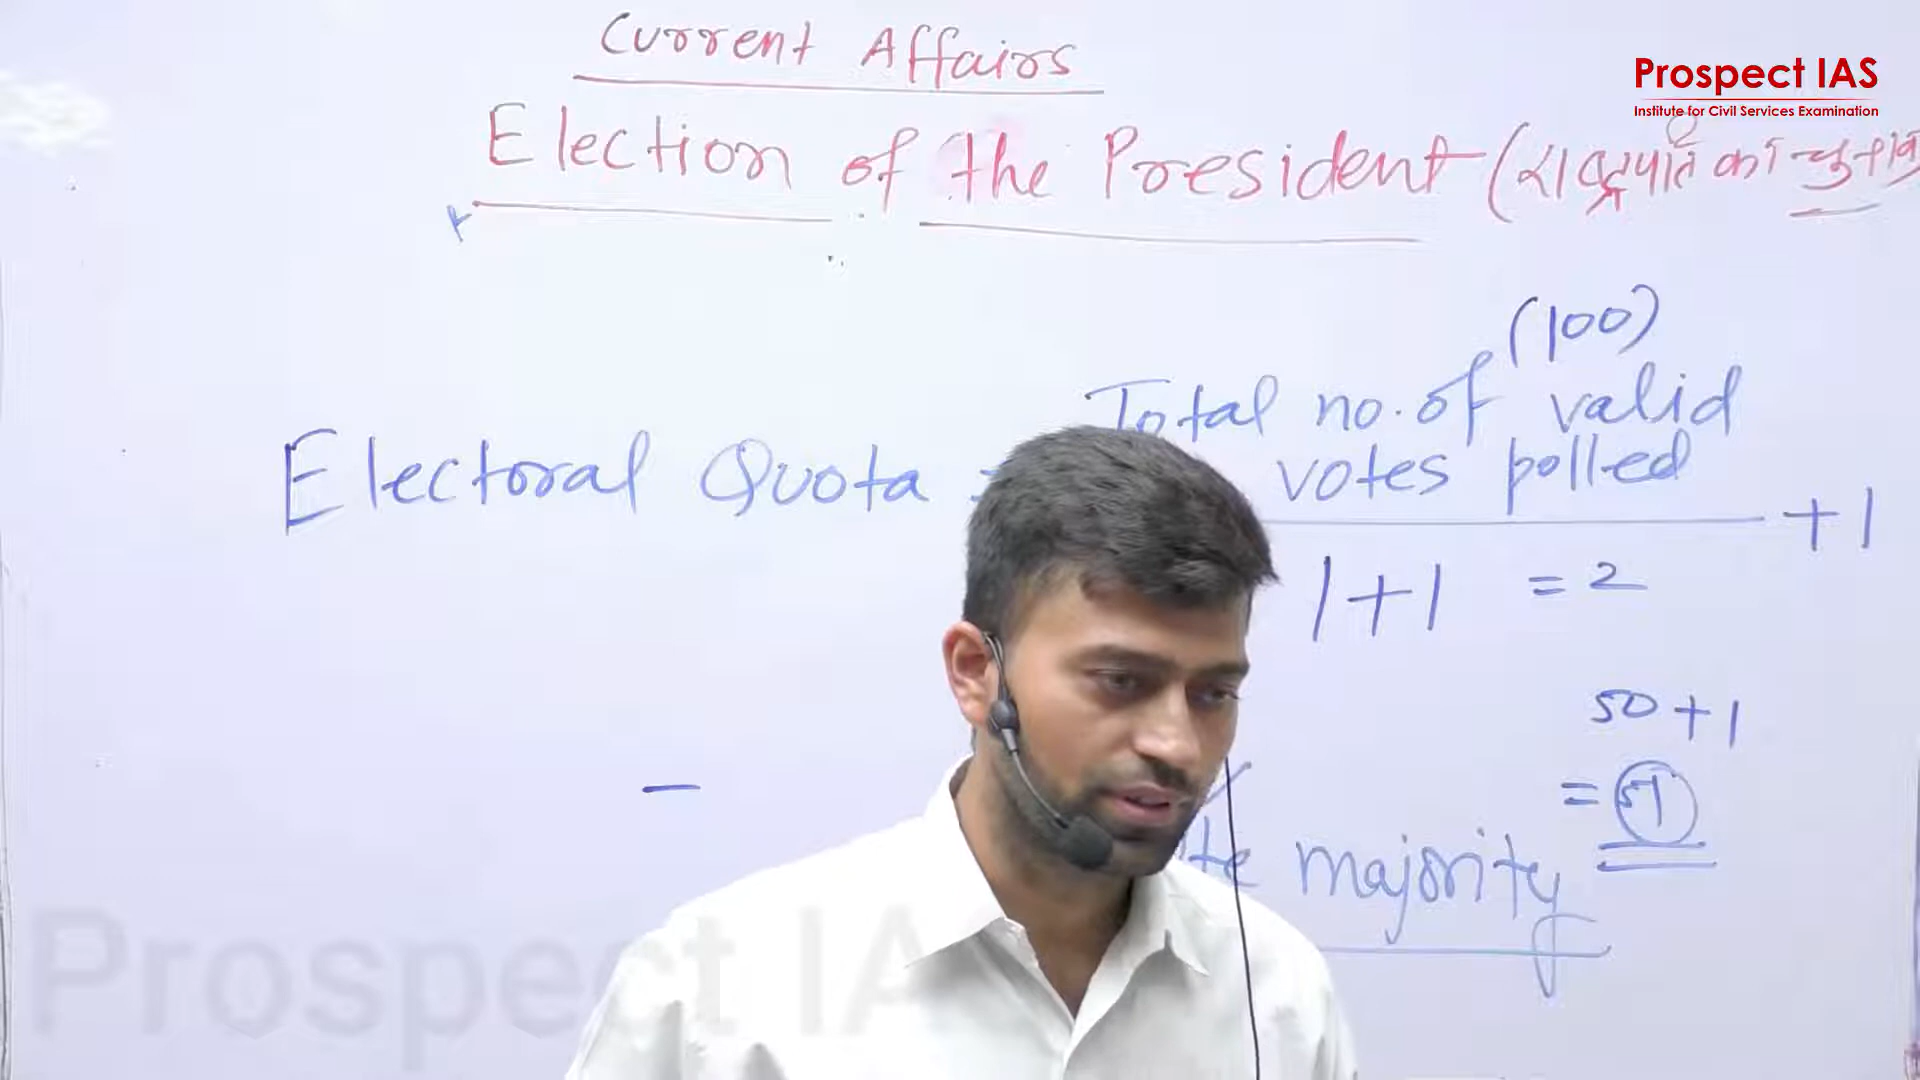 Current Affairs
Prospect IAS
Institute for Civil Services Examination
Election of the President (राष्ट्रपति का चुनाव
(100)
Total no. of valid
votes polled
Electoral Quota =
+1
1+1 = 2
50+1
= 51
majority
Prospect IA